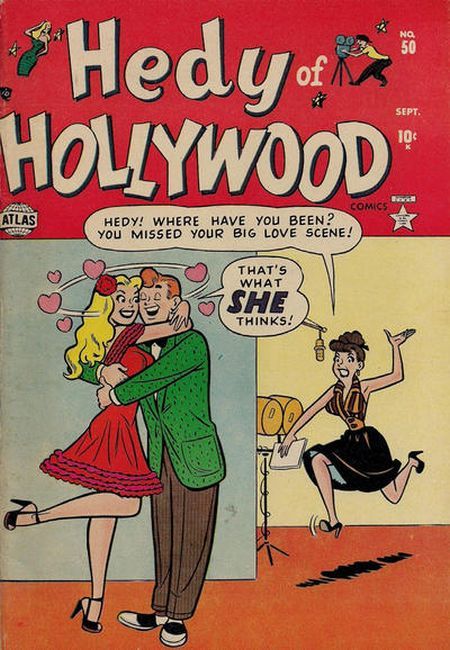 Hedy of
HOLLYWOOD
COMICS
NO.
50
SEPT.
10¢
K
ATLAS
HEDY! WHERE HAVE YOU BEEN?
YOU MISSED YOUR BIG LOVE SCENE!
THAT'S
WHAT
SHE
THINKS!